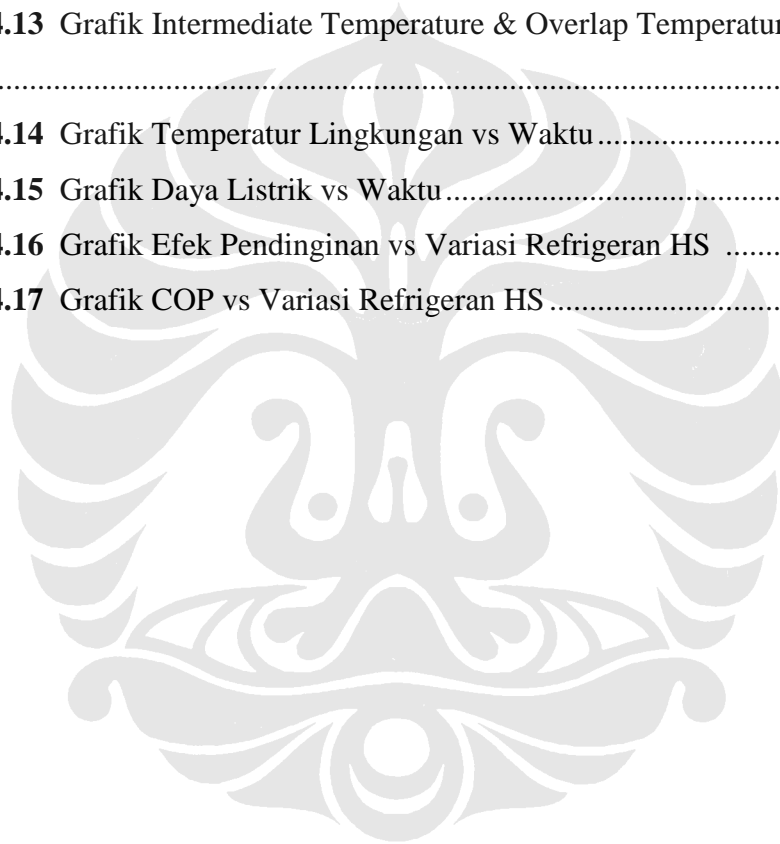 4.13 Grafik Intermediate Temperature & Overlap
........................................................................................................
4.14 Grafik Temperatur Lingkungan vs Waktu........................
4.15 Grafik Daya Listrik vs Waktu............................................
4.16 Grafik Efek Pendinginan vs Variasi Refrigeran HS .......
4.17 Grafik COP vs Variasi Refrigeran HS..............................